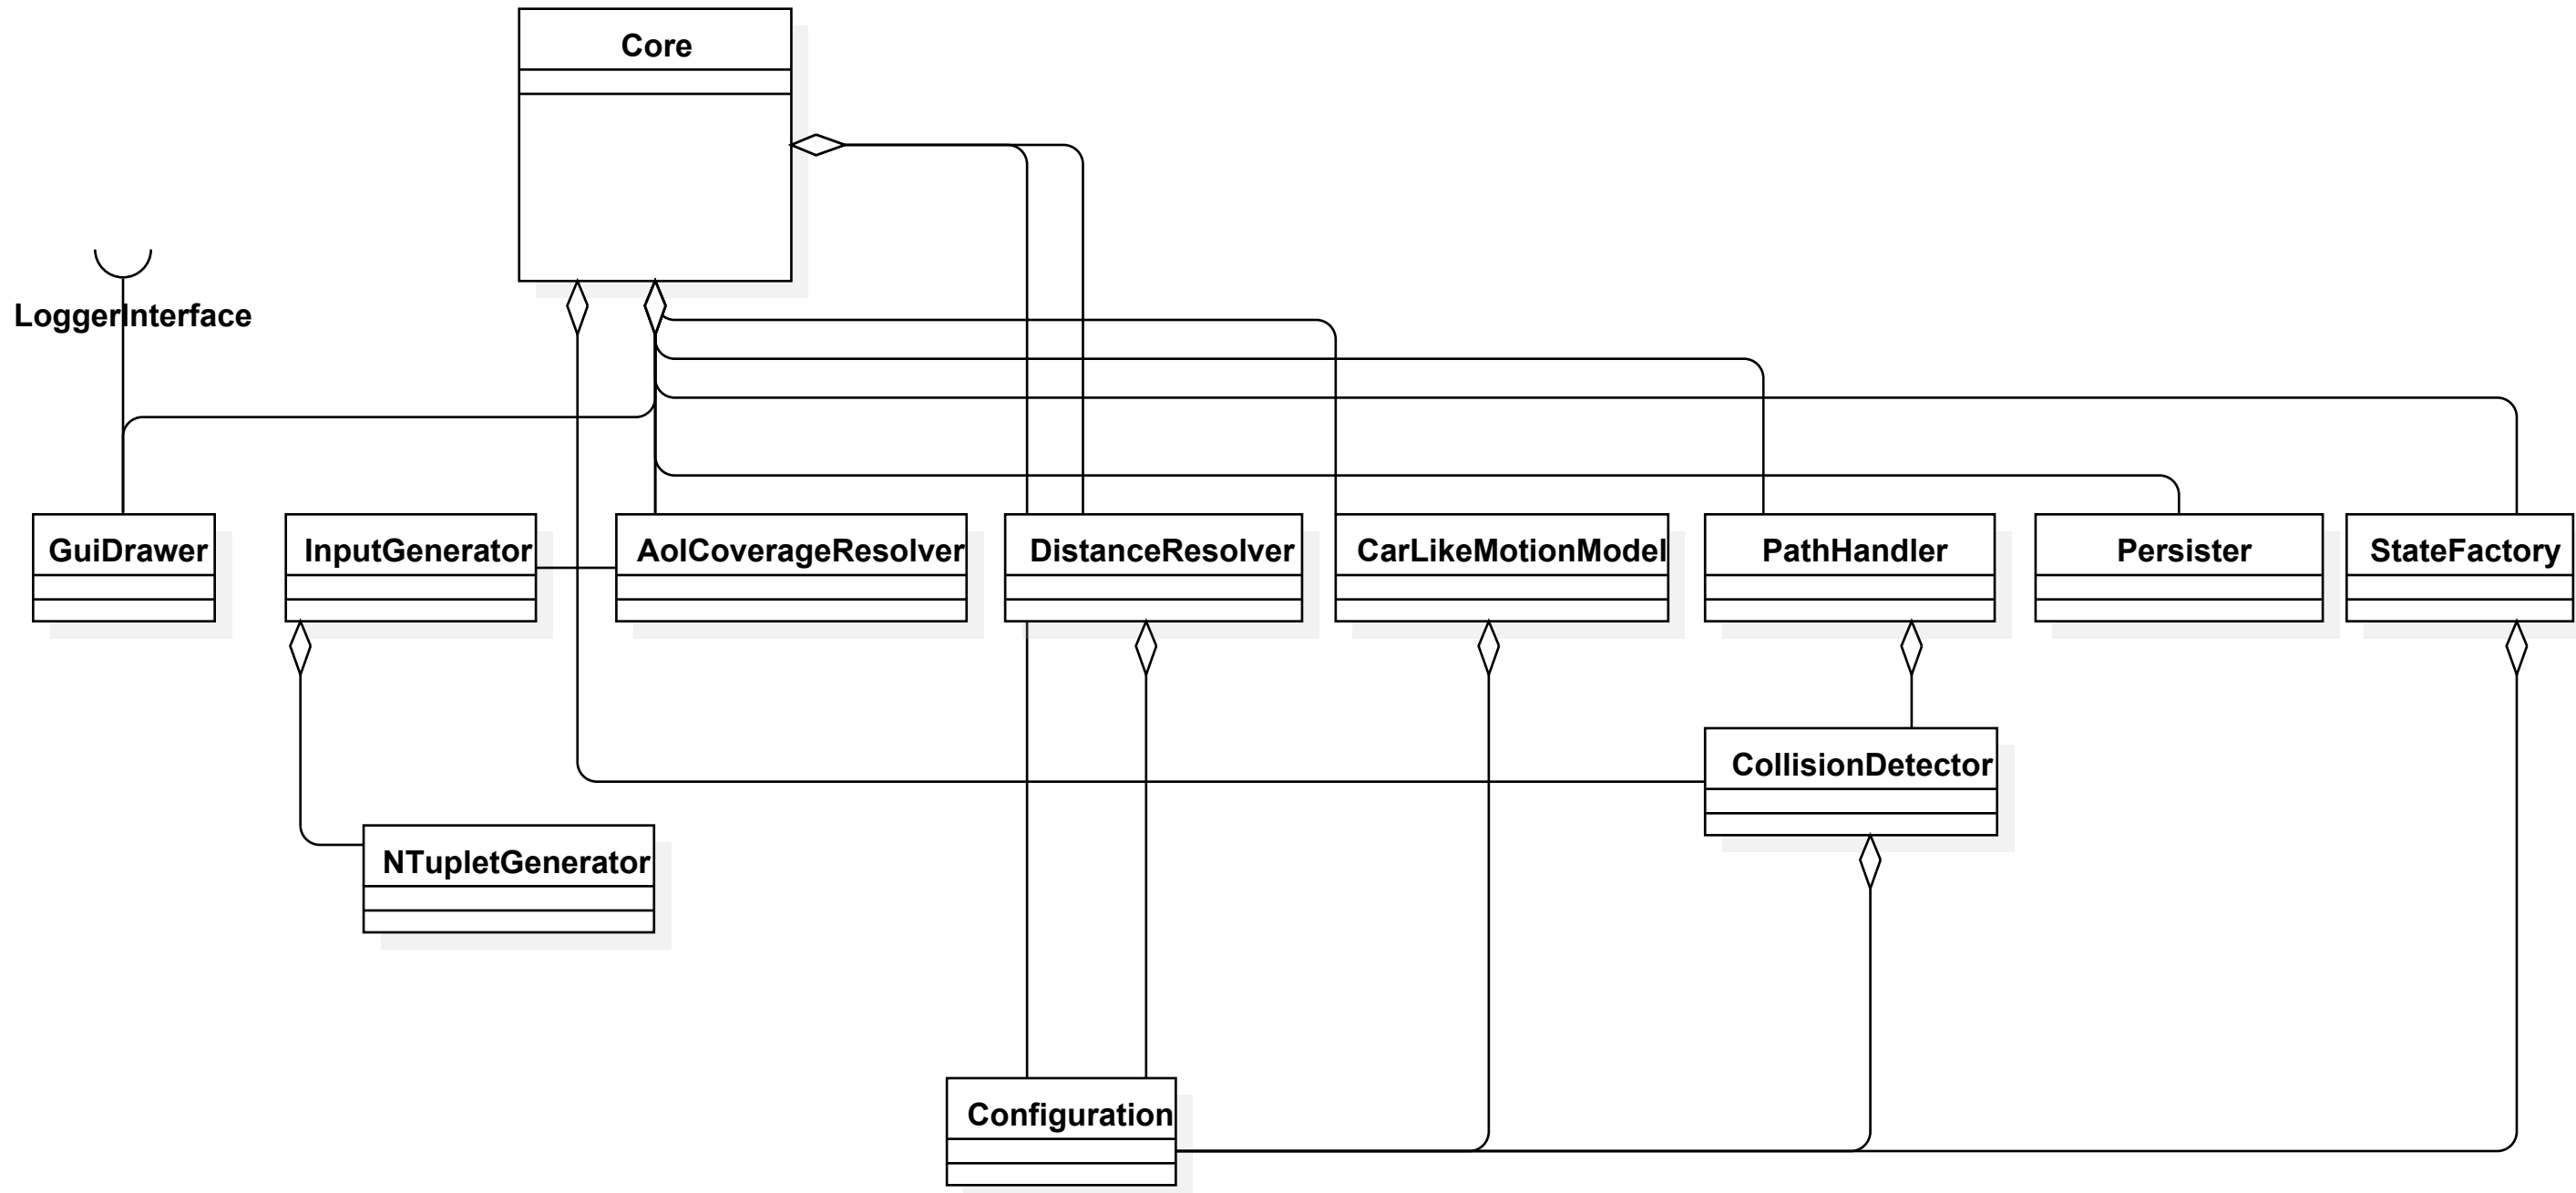 Core
LoggerInterface
GuiDrawer
InputGenerator
AoICoverageResolver
DistanceResolver
CarLikeMotionModel
PathHandler
Persister
StateFactory
CollisionDetector
NTupletGenerator
Configuration